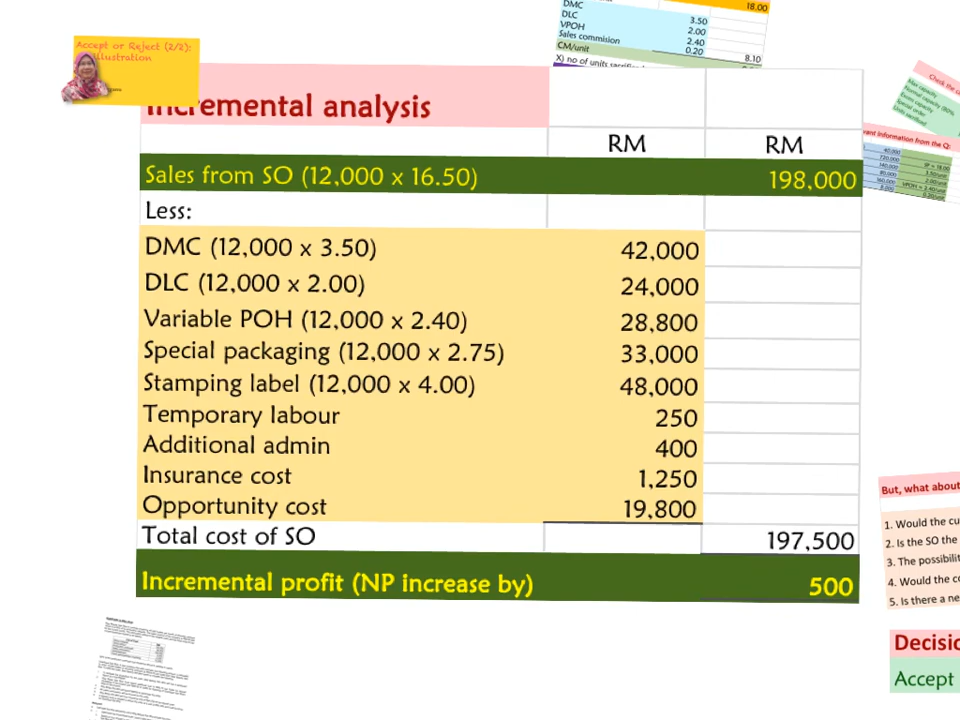 Accept or Reject (2/2):
Illustration
18.00
DMC 3.50
DLC 2.00
VPOH 2.40
Sales commision 0.20
CM/unit 8.10
Incremental analysis
RM RM
Sales from SO (12,000 x 16.50) 198,000
Less:
DMC (12,000 x 3.50) 42,000
DLC (12,000 x 2.00) 24,000
Variable POH (12,000 x 2.40) 28,800
Special packaging (12,000 x 2.75) 33,000
Stamping label (12,000 x 4.00) 48,000
Temporary labour 250
Additional admin 400
Insurance cost 1,250
Opportunity cost 19,800
Total cost of SO 197,500
Incremental profit (NP increase by) 500
But, what about
1. Would the cu
2. Is the SO the
3. The possibilit
4. Would the co
5. Is there a ne
Decisio
Accept